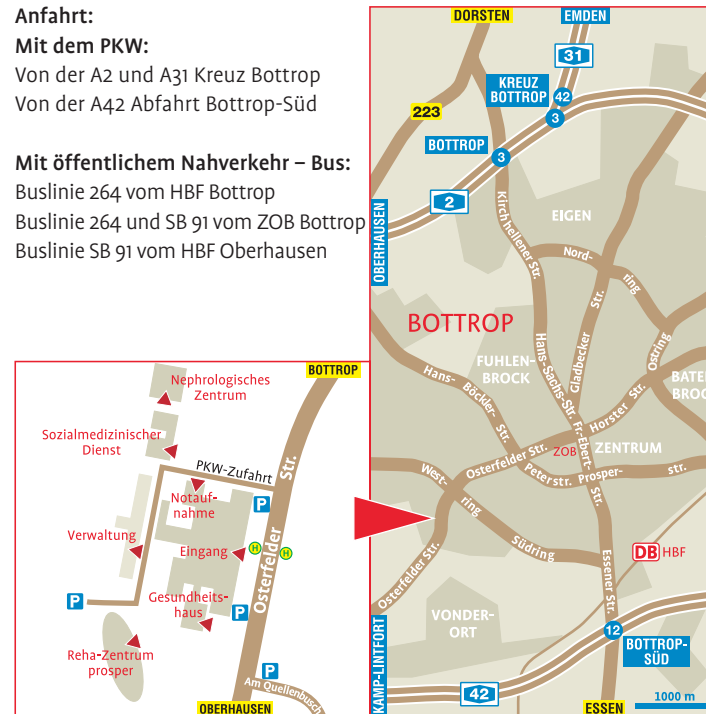 Anfahrt:
Mit dem PKW:
Von der A2 und A31 Kreuz Bottrop
Von der A42 Abfahrt Bottrop-Süd
Mit öffentlichem Nahverkehr – Bus:
Buslinie 264 vom HBF Bottrop
Buslinie 264 und SB 91 vom ZOB Bottrop
Buslinie SB 91 vom HBF Oberhausen
BOTTROP
Nephrologisches
Zentrum
Sozialmedizinischer
Dienst
PKW-Zufahrt
Notauf-
nahme
P
Verwaltung
Eingang
H
H
Osterfelder Str.
P
Gesundheits-
haus
P
Reha-Zentrum
prosper
P
Am Quellenbusch
OBERHAUSEN
DORSTEN
EMDEN
31
KREUZ
BOTTROP
42
3
223
BOTTROP
3
2
OBERHAUSEN
Kirchhellener Str.
EIGEN
Nord-
ring
BOTTROP
Gladbecker Str.
Hans-Sachs-Str.
FUHLEN-
BROCK
Ostring
Hans-Böckler-Str.
BATEN
BROC
Horster Str.
Fr.-Ebert-Str.
ZOB
ZENTRUM
Osterfelder Str.
Peterstr.
Prosper-
str.
West-
ring
Südring
Osterfelder Str.
Essener Str.
DB HBF
VONDER-
ORT
12
BOTTROP-
SÜD
KAMP-LINTFORT
42
ESSEN
1000 m